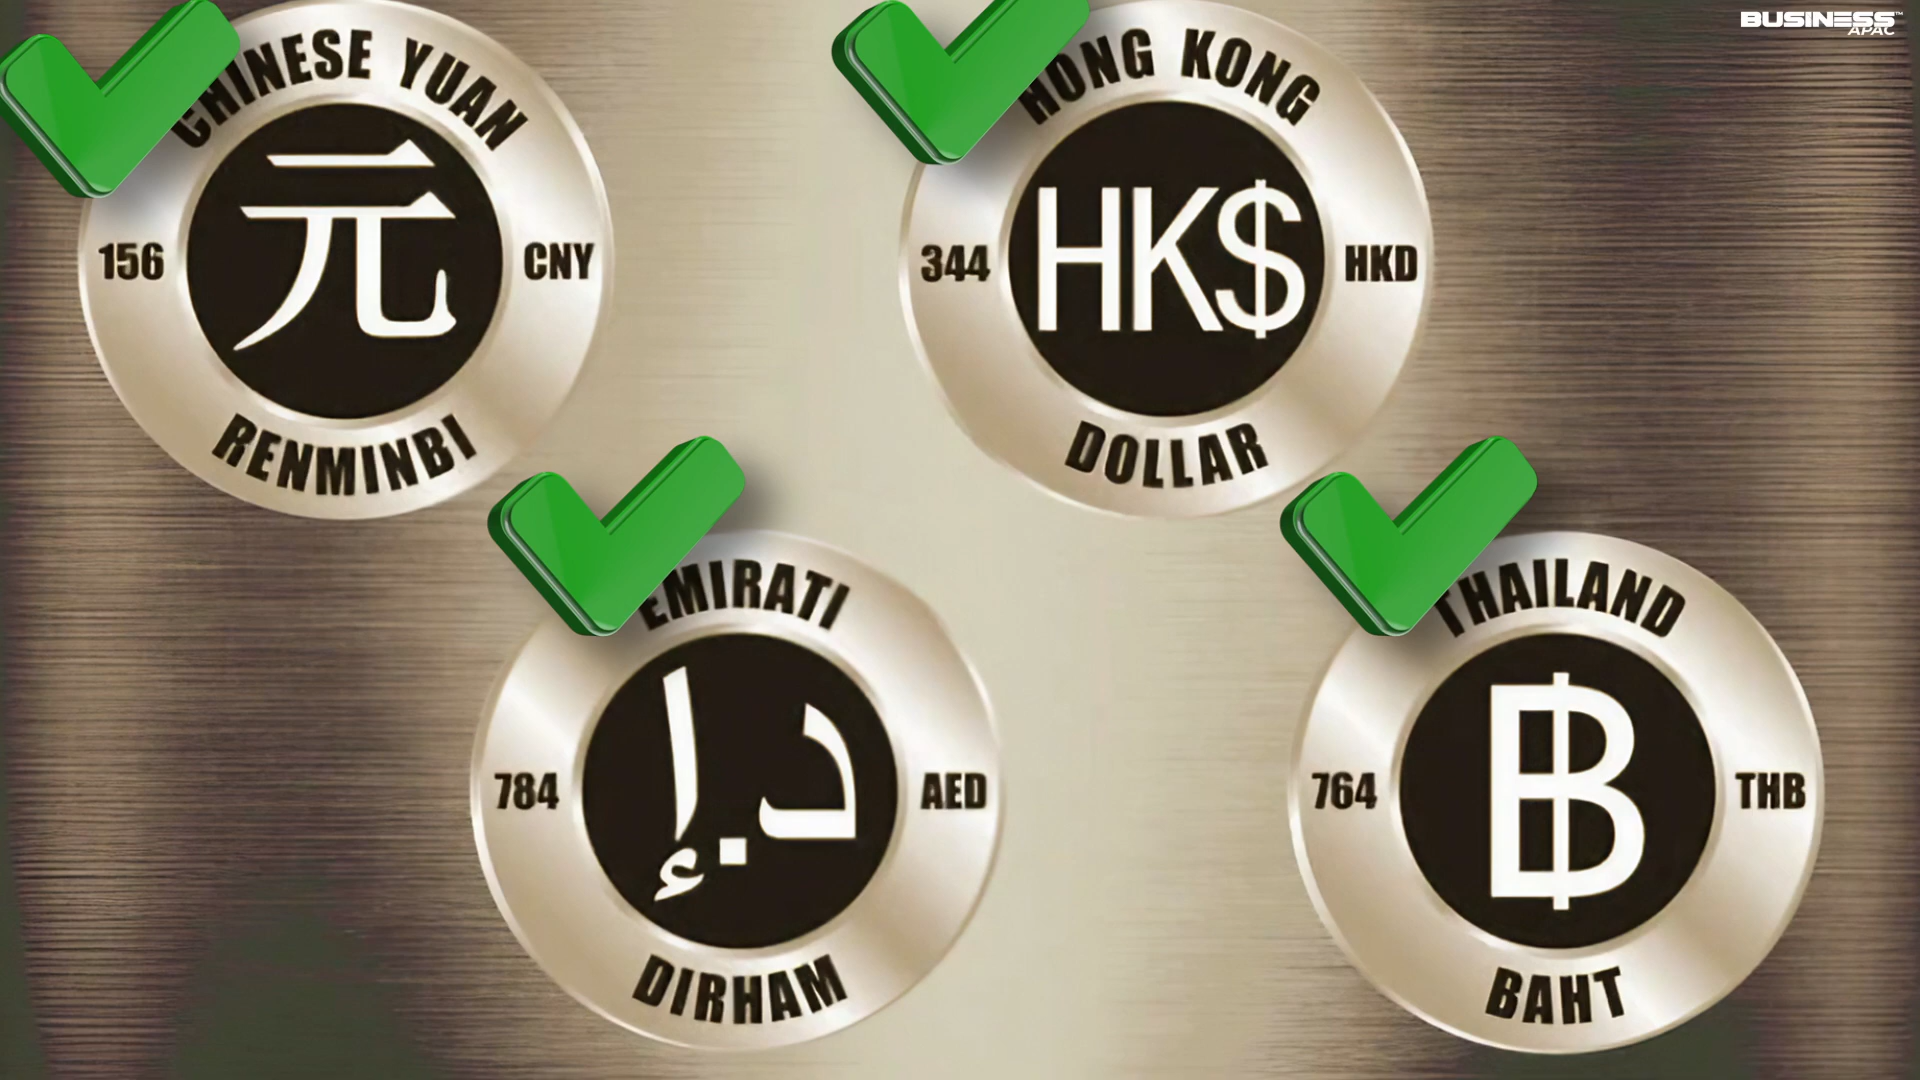 BUSINESS™
APAC
CHINESE YUAN
156
元
CNY
RENMINBI
HONG KONG
344
HK$
HKD
DOLLAR
EMIRATI
784
د.إ
AED
DIRHAM
THAILAND
764
฿
THB
BAHT